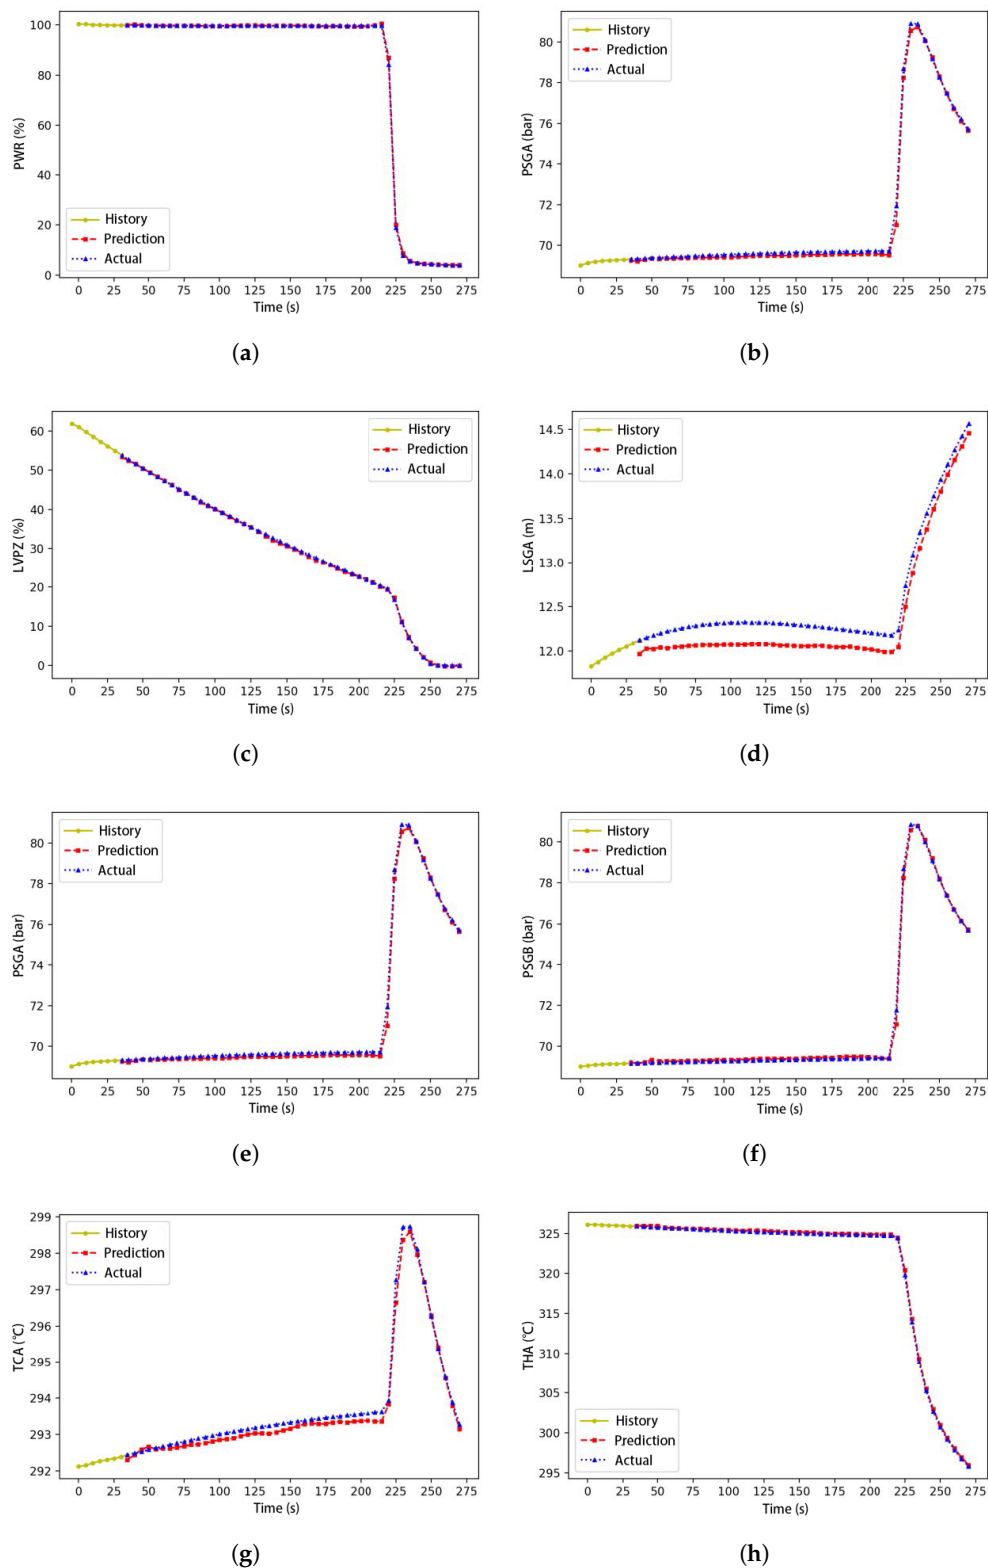 100
80
60
40
20
0
PWR (%)
History
Prediction
Actual
0 25 50 75 100 125 150 175 200 225 250 275
Time (s)
(a)
80
78
76
74
72
70
PSGA (bar)
History
Prediction
Actual
0 25 50 75 100 125 150 175 200 225 250 275
Time (s)
(b)
60
50
40
30
20
10
0
LVPZ (%)
History
Prediction
Actual
0 25 50 75 100 125 150 175 200 225 250 275
Time (s)
(c)
14.5
14.0
13.5
13.0
12.5
12.0
LSGA (m)
History
Prediction
Actual
0 25 50 75 100 125 150 175 200 225 250 275
Time (s)
(d)
80
78
76
74
72
70
PSGA (bar)
History
Prediction
Actual
0 25 50 75 100 125 150 175 200 225 250 275
Time (s)
(e)
80
78
76
74
72
70
PSGB (bar)
History
Prediction
Actual
0 25 50 75 100 125 150 175 200 225 250 275
Time (s)
(f)
299
298
297
296
295
294
293
292
TCA (℃)
History
Prediction
Actual
0 25 50 75 100 125 150 175 200 225 250 275
Time (s)
(g)
325
320
315
310
305
300
295
THA (℃)
History
Prediction
Actual
0 25 50 75 100 125 150 175 200 225 250 275
Time (s)
(h)